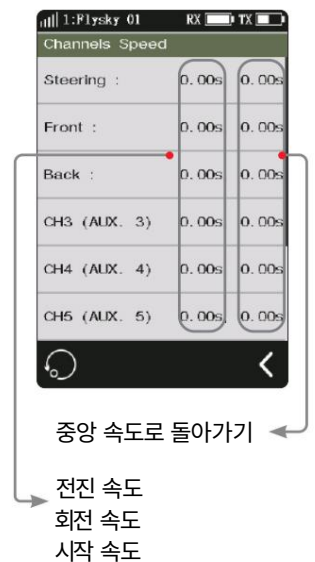 1:Flysky 01 RX TX
Channels Speed
Steering : 0.00s 0.00s
Front : 0.00s 0.00s
Back : 0.00s 0.00s
CH3 (AUX. 3) 0.00s 0.00s
CH4 (AUX. 4) 0.00s 0.00s
CH5 (AUX. 5) 0.00s 0.00s
중앙 속도로 돌아가기
전진 속도
회전 속도
시작 속도